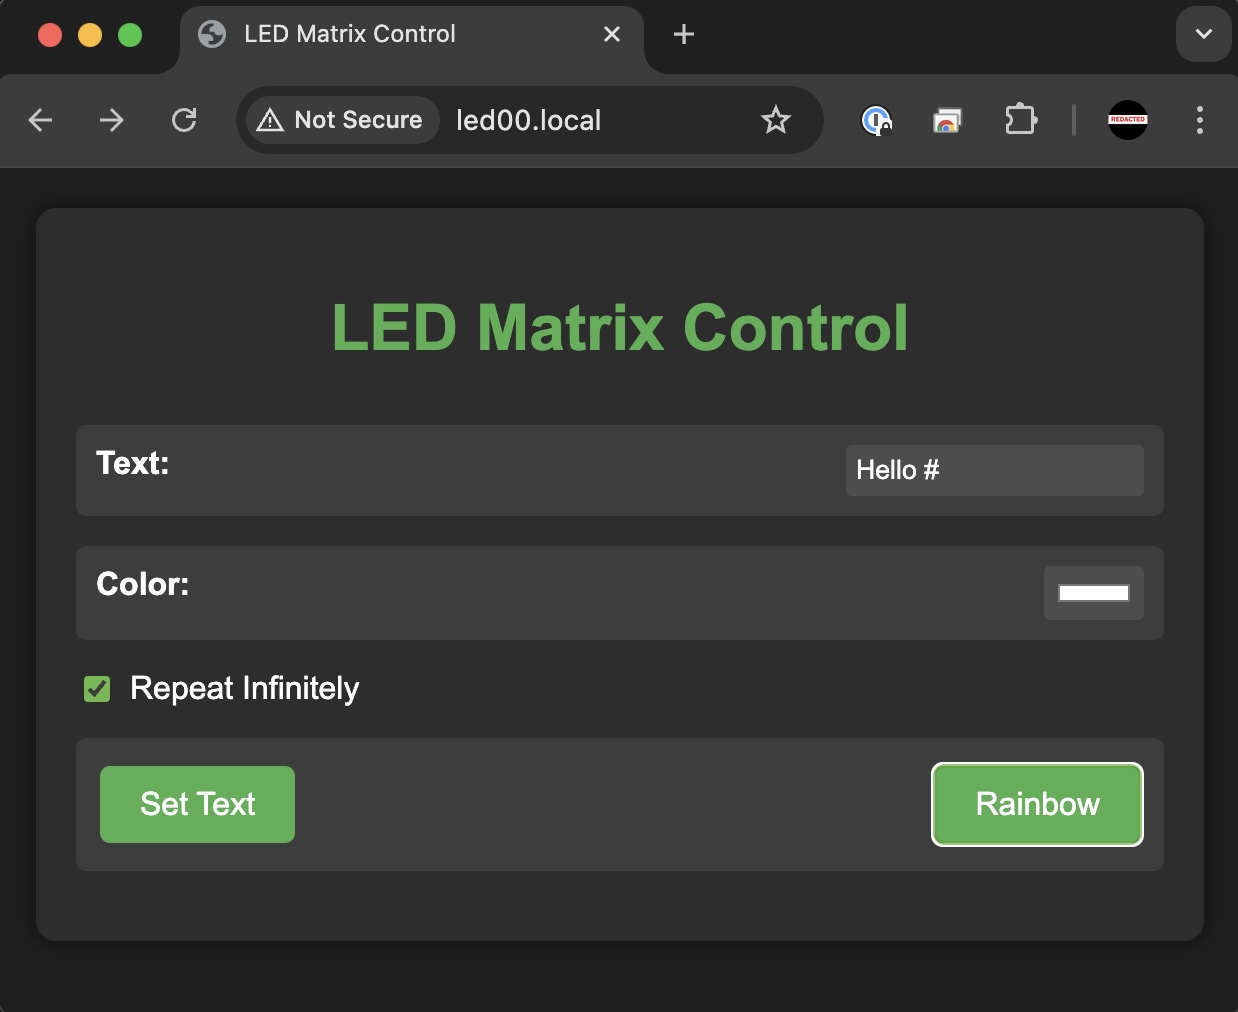 LED Matrix Control
Not Secure led00.local
REDACTED
LED Matrix Control
Text: Hello #
Color:
Repeat Infinitely
Set Text Rainbow